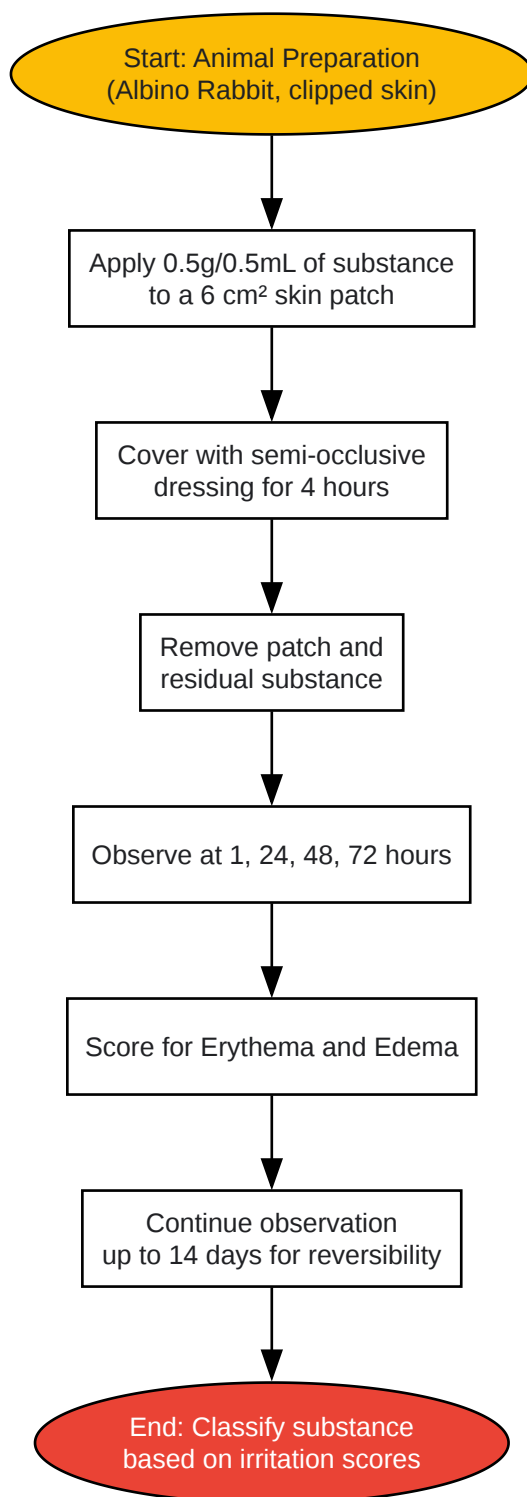 Start: Animal Preparation
(Albino Rabbit, clipped skin)
Apply 0.5g/0.5mL of substance
to a 6 cm² skin patch
Cover with semi-occlusive
dressing for 4 hours
Remove patch and
residual substance
Observe at 1, 24, 48, 72 hours
Score for Erythema and Edema
Continue observation
up to 14 days for reversibility
End: Classify substance
based on irritation scores